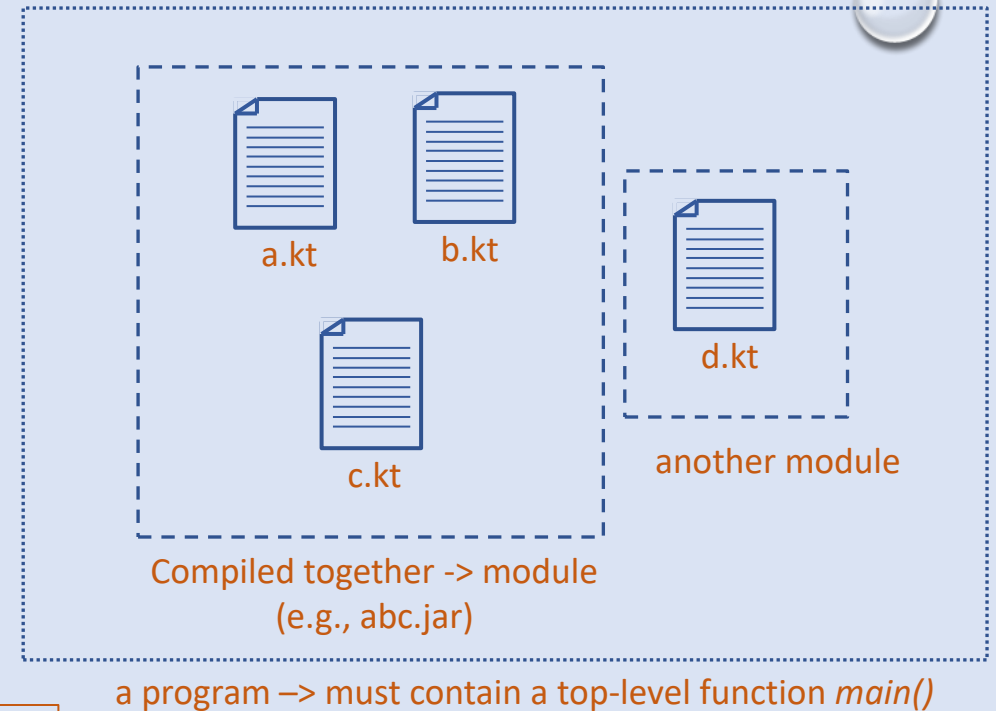 a.kt
b.kt
c.kt
d.kt
another module
Compiled together -> module
(e.g., abc.jar)
a program –> must contain a top-level function main()